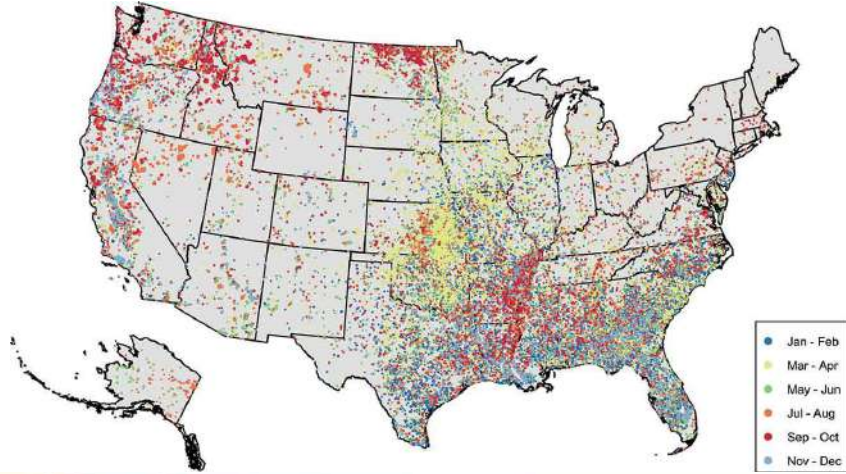 Jan - Feb
Mar - Apr
May - Jun
Jul - Aug
Sep - Oct
Nov - Dec